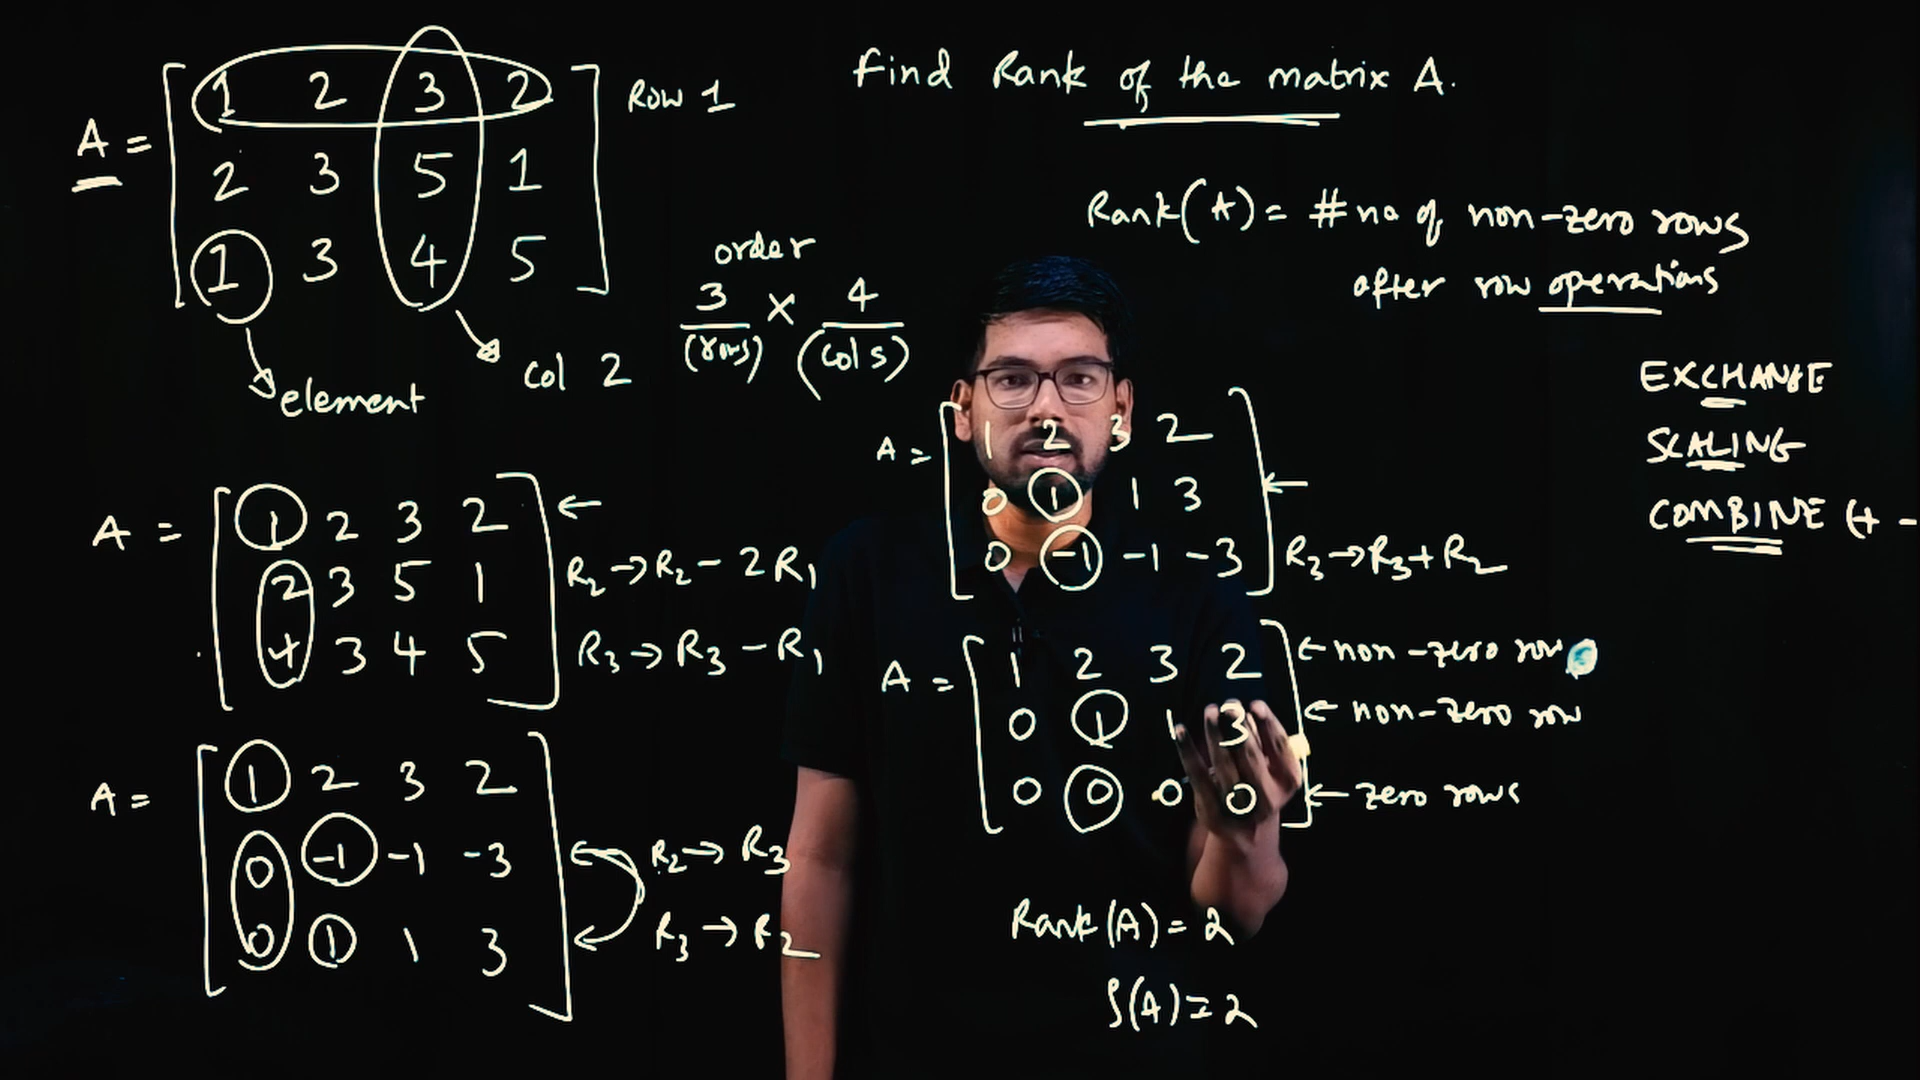 A = [ 1 2 3 2 ] Row 1
2 3 5 1
1 3 4 5
element
Col 2
order
3 × 4
(rows) (cols)
Find Rank of the matrix A.
Rank(A) = # no of non-zero rows
after row operations
EXCHANGE
SCALING
COMBINE (+ -
A = [ 1 2 3 2 ] ←
2 3 5 1 R2 → R2 - 2R1
1 3 4 5 R3 → R3 - R1
A = [ 1 2 3 2 ]
0 -1 -1 -3 R2 → R3
0 1 1 3 R3 → R2
A = [ 1 2 3 2 ]
0 1 1 3 ←
0 -1 -1 -3 R3 → R3 + R2
A = [ 1 2 3 2 ] ← non-zero row
0 1 1 3 ← non-zero row
0 0 0 0 ← zero rows
Rank(A) = 2
ρ(A) = 2